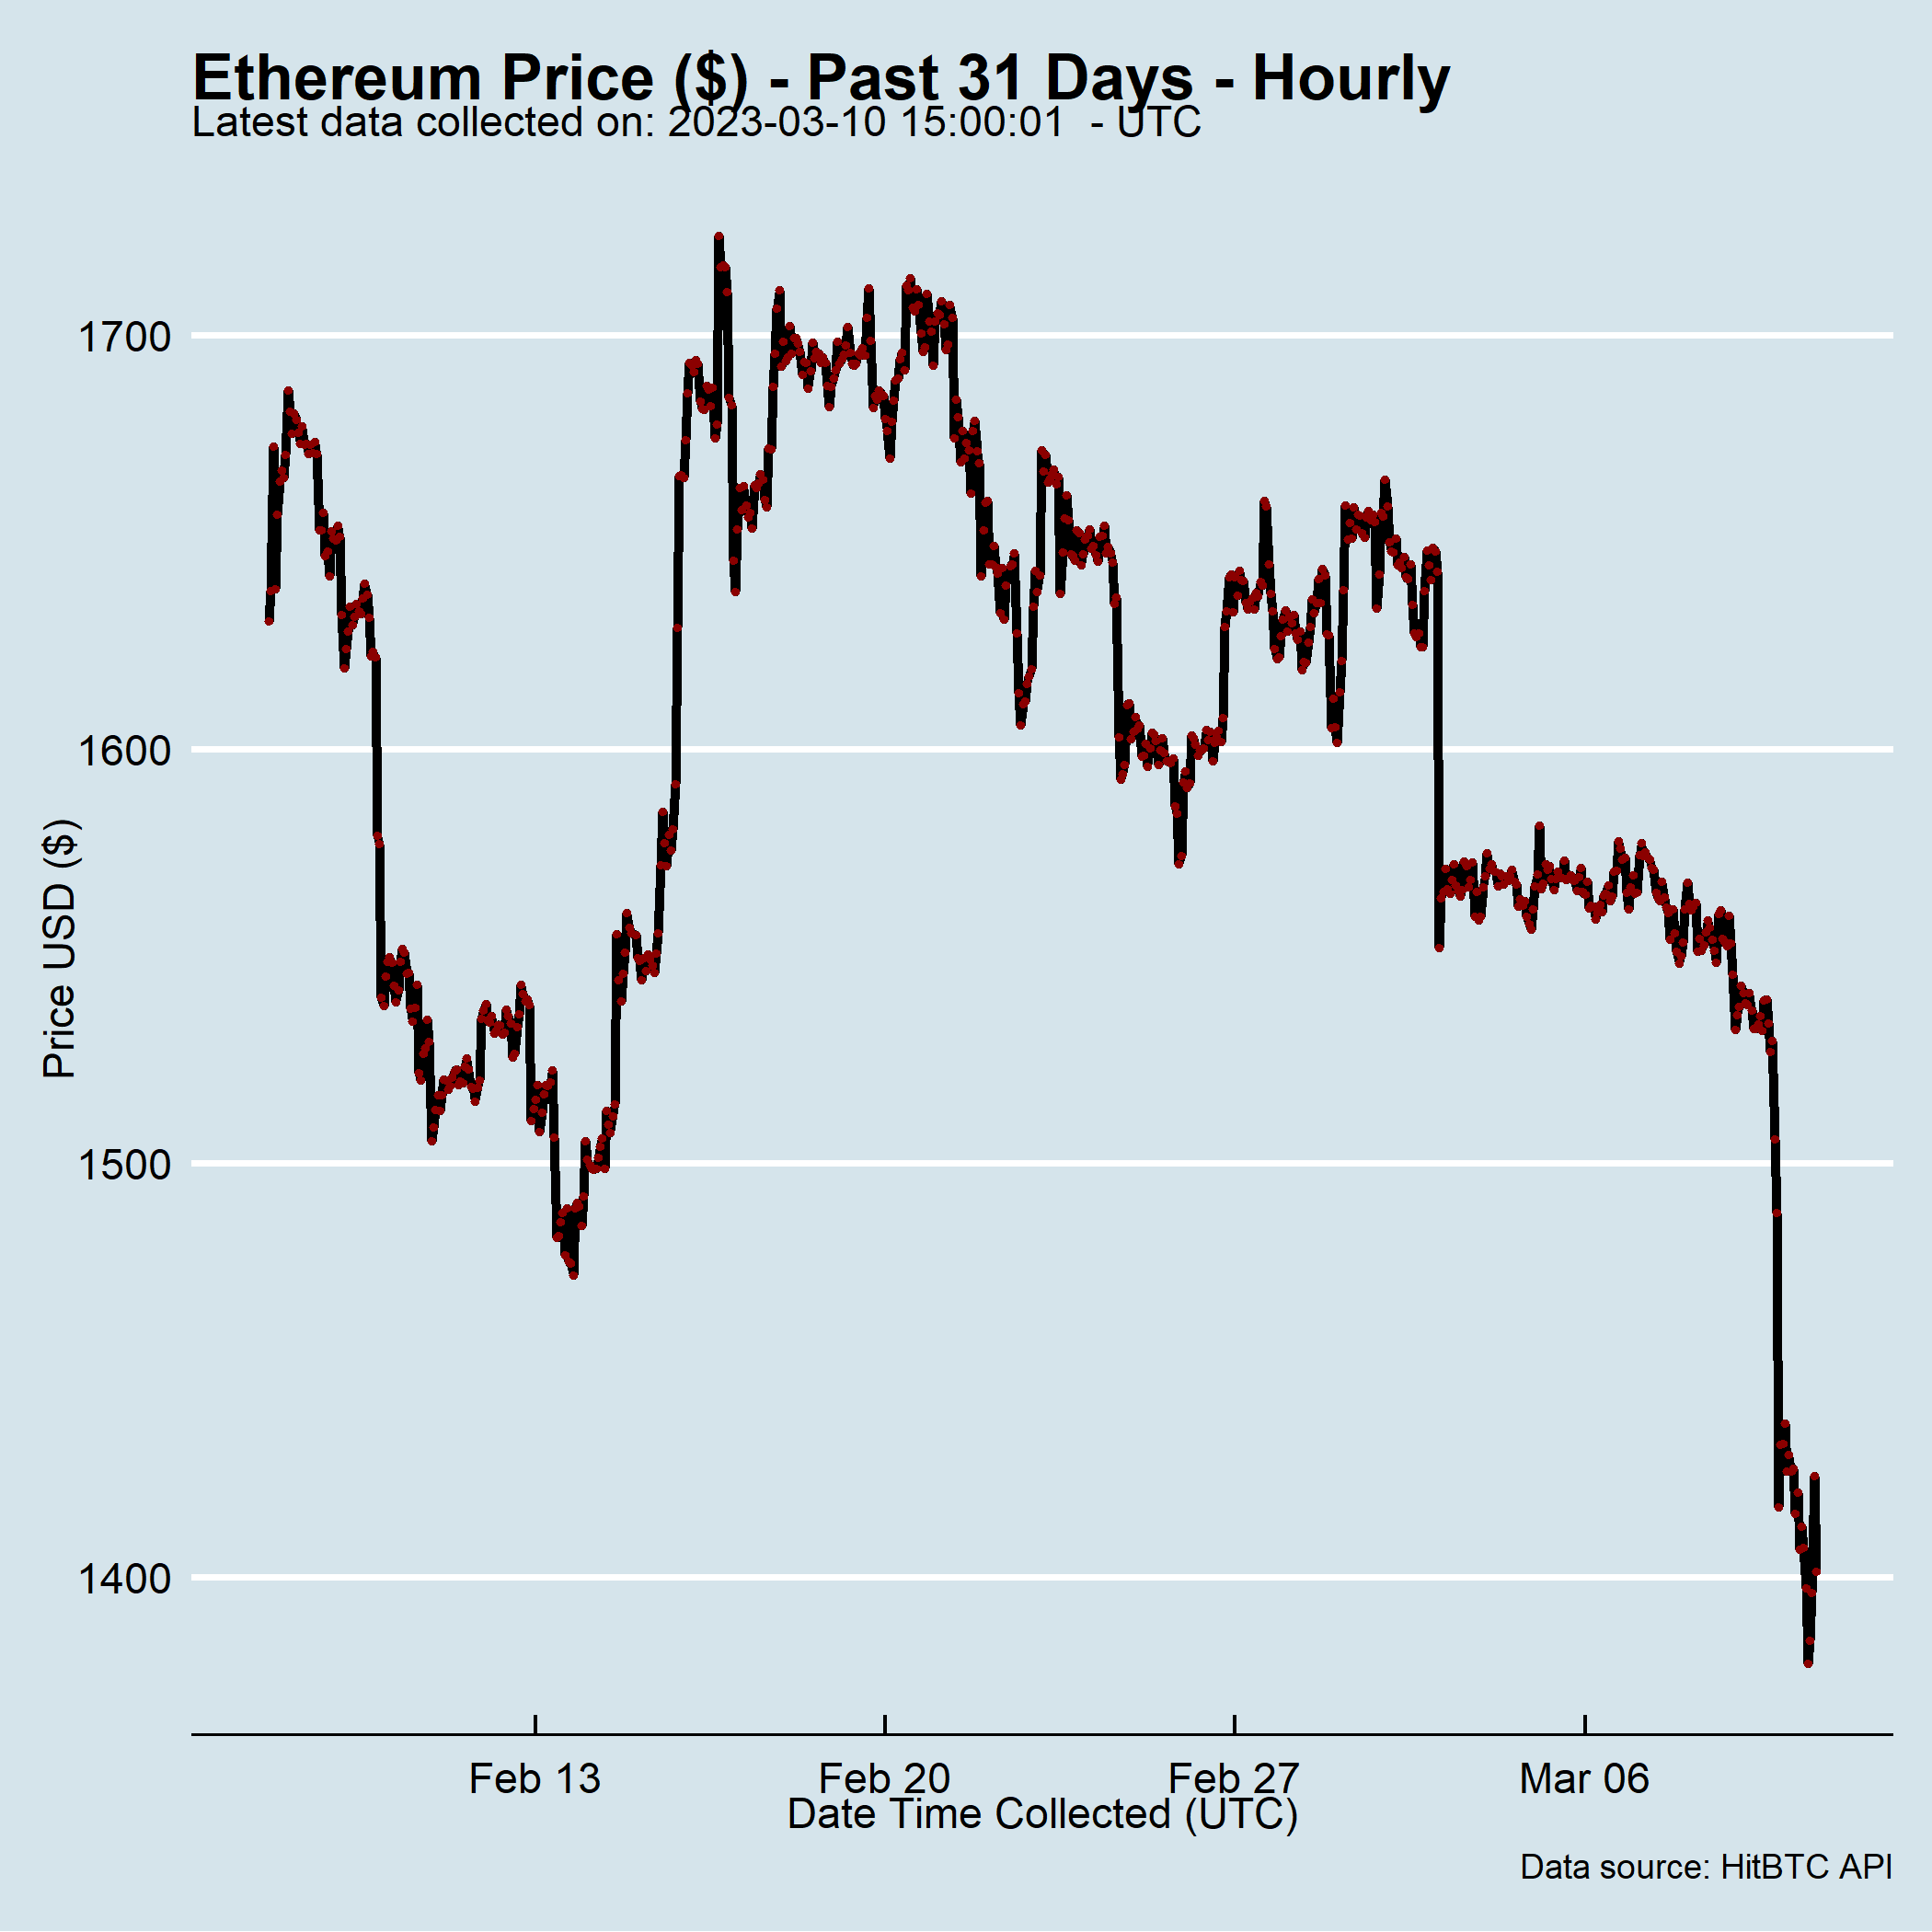 Ethereum Price ($) - Past 31 Days - Hourly
Latest data collected on: 2023-03-10 15:00:01  - UTC
1700
1600
1500
1400
Price USD ($)
Feb 13
Feb 20
Feb 27
Mar 06
Date Time Collected (UTC)
Data source: HitBTC API